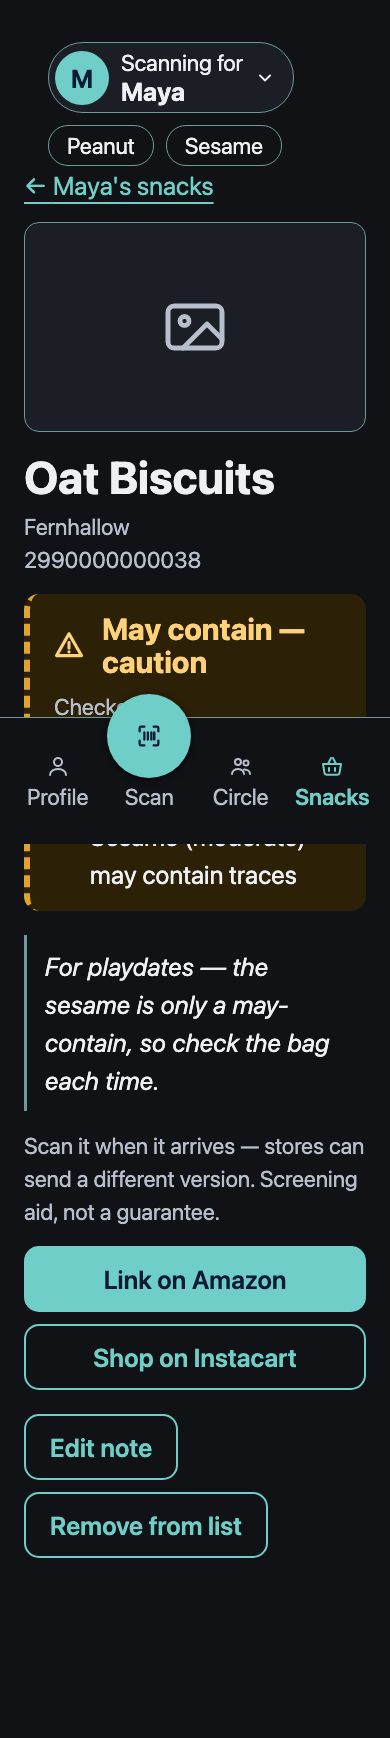 M
Scanning for
Maya
Peanut
Sesame
← Maya's snacks
Oat Biscuits
Fernhallow
2990000000038
May contain —
caution
Profile
Scan
Circle
Snacks
Sesame (moderate)
may contain traces
For playdates — the
sesame is only a may-
contain, so check the bag
each time.
Scan it when it arrives — stores can
send a different version. Screening
aid, not a guarantee.
Link on Amazon
Shop on Instacart
Edit note
Remove from list